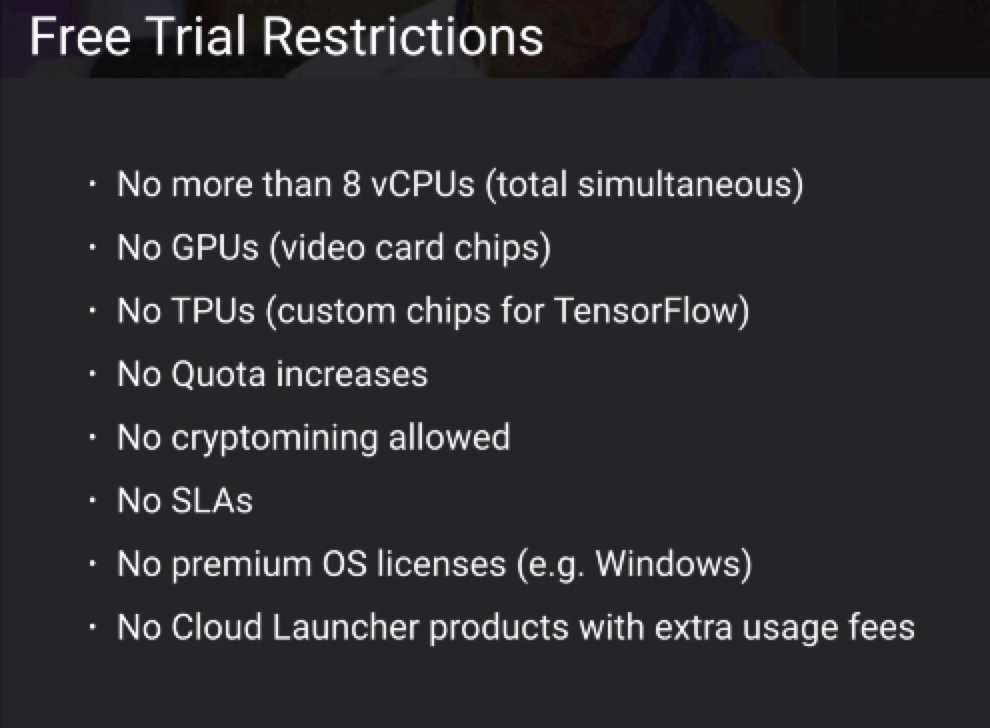 Free Trial Restrictions
· No more than 8 vCPUs (total simultaneous)
· No GPUs (video card chips)
· No TPUs (custom chips for TensorFlow)
· No Quota increases
· No cryptomining allowed
· No SLAs
· No premium OS licenses (e.g. Windows)
· No Cloud Launcher products with extra usage fees